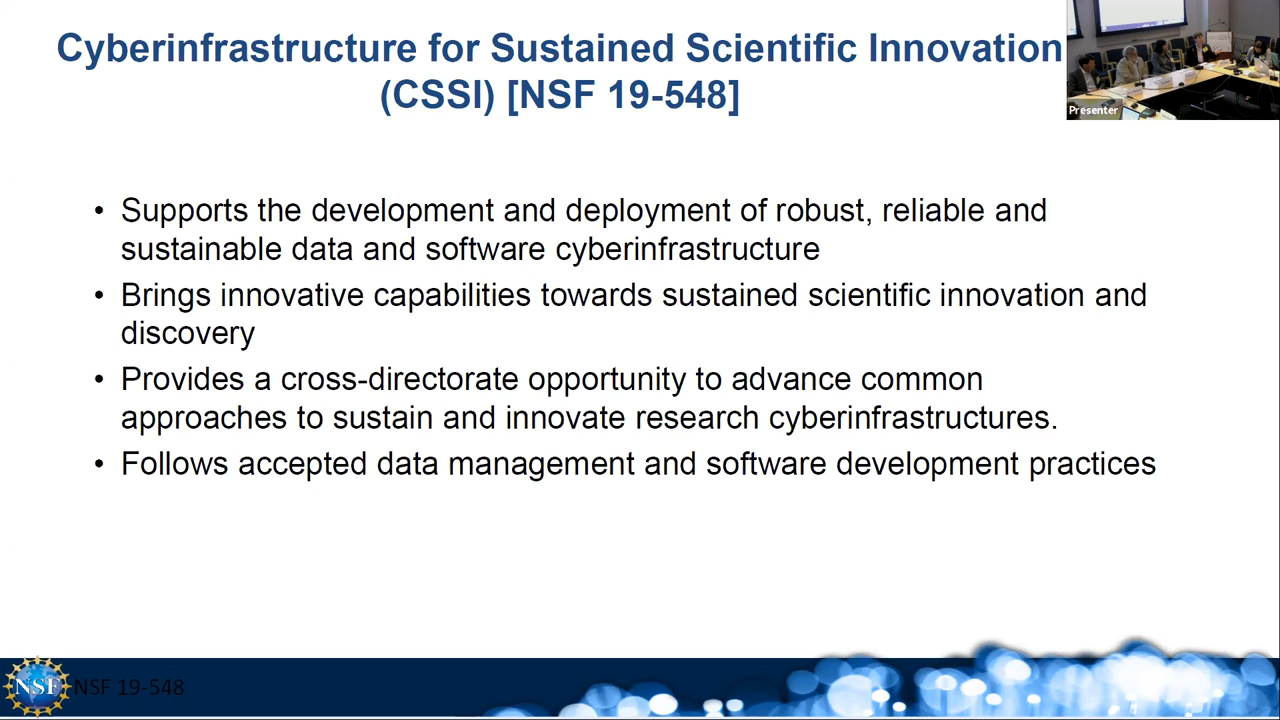 Cyberinfrastructure for Sustained Scientific Innovation
(CSSI) [NSF 19-548]
Presenter
• Supports the development and deployment of robust, reliable and
sustainable data and software cyberinfrastructure
• Brings innovative capabilities towards sustained scientific innovation and
discovery
• Provides a cross-directorate opportunity to advance common
approaches to sustain and innovate research cyberinfrastructures.
• Follows accepted data management and software development practices
NSF
NSF 19-548